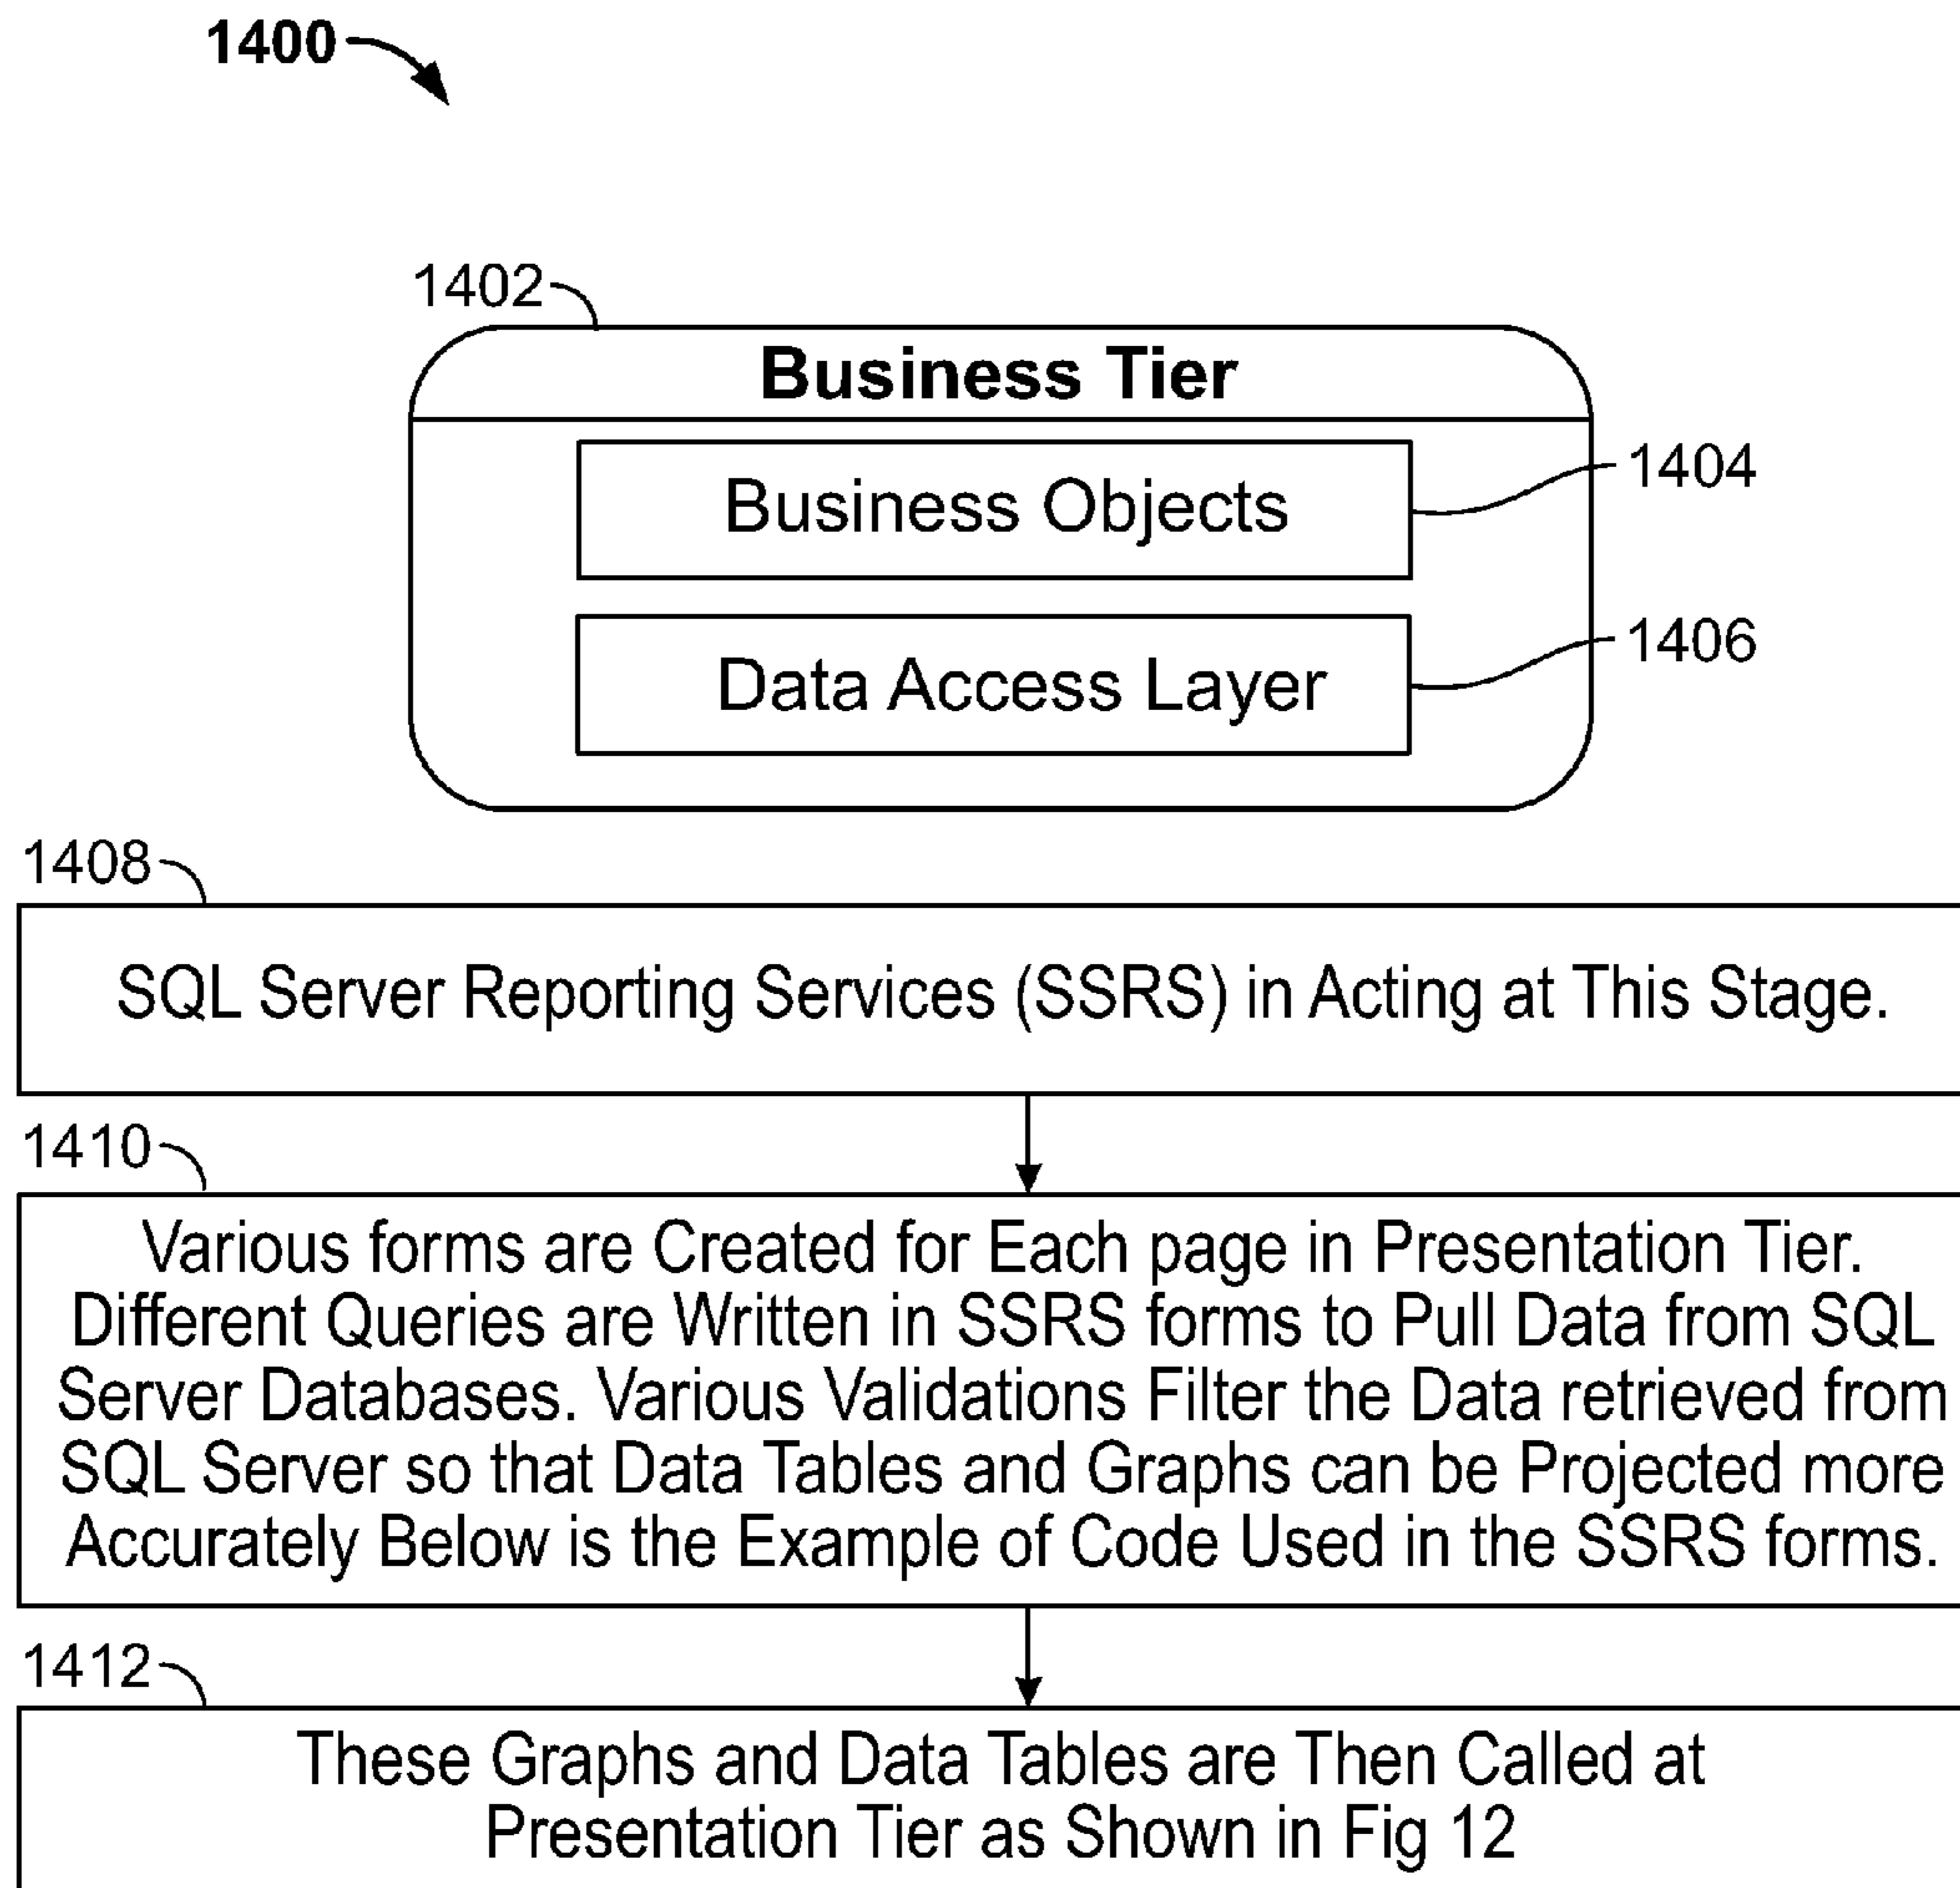 1400
1402
Business Tier
Business Objects
1404
Data Access Layer
1406
1408
SQL Server Reporting Services (SSRS) in Acting at This Stage.
1410
Various forms are Created for Each page in Presentation Tier.
Different Queries are Written in SSRS forms to Pull Data from SQL
Server Databases. Various Validations Filter the Data retrieved from
SQL Server so that Data Tables and Graphs can be Projected more
Accurately Below is the Example of Code Used in the SSRS forms.
1412
These Graphs and Data Tables are Then Called at
Presentation Tier as Shown in Fig 12